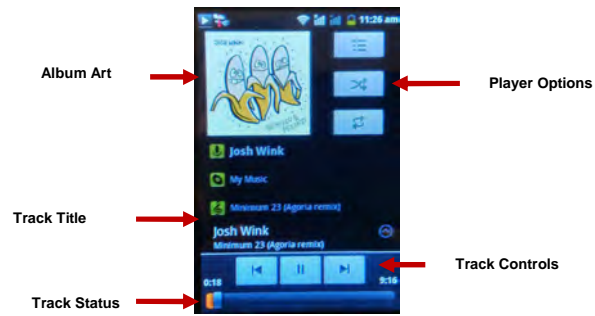 11:26 am
Album Art
Player Options
Josh Wink
My Music
Minimum 23 (Agoria remix)
Track Title
Josh Wink
Minimum 23 (Agoria remix)
Track Controls
0:18
9:16
Track Status